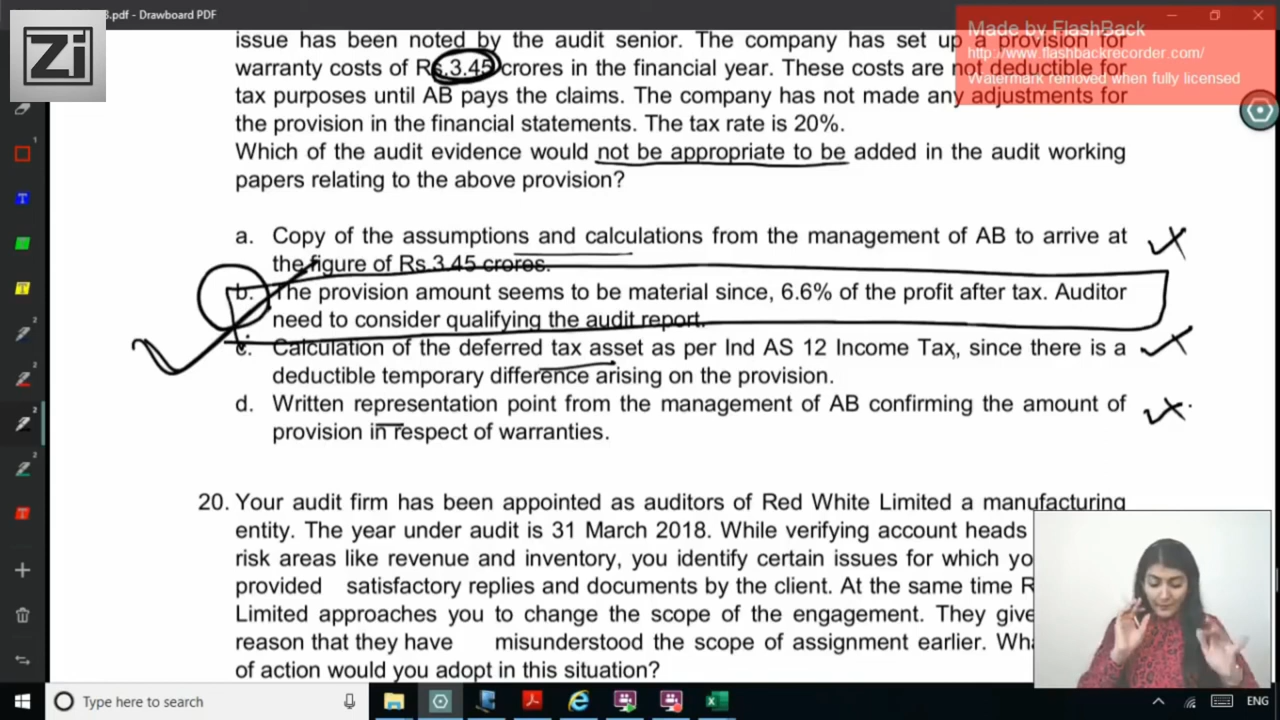 3.pdf - Drawboard PDF
Zi
Made by FlashBack
http://www.flashbackrecorder.com/
Watermark removed when fully licensed
issue has been noted by the audit senior. The company has set up a provision for
warranty costs of Rs.3.45 crores in the financial year. These costs are not deductible for
tax purposes until AB pays the claims. The company has not made any adjustments for
the provision in the financial statements. The tax rate is 20%.
Which of the audit evidence would not be appropriate to be added in the audit working
papers relating to the above provision?
a. Copy of the assumptions and calculations from the management of AB to arrive at
the figure of Rs.3.45 crores.
b. The provision amount seems to be material since, 6.6% of the profit after tax. Auditor
need to consider qualifying the audit report.
c. Calculation of the deferred tax asset as per Ind AS 12 Income Tax, since there is a
deductible temporary difference arising on the provision.
d. Written representation point from the management of AB confirming the amount of
provision in respect of warranties.
20. Your audit firm has been appointed as auditors of Red White Limited a manufacturing
entity. The year under audit is 31 March 2018. While verifying account heads
risk areas like revenue and inventory, you identify certain issues for which yo
provided satisfactory replies and documents by the client. At the same time R
Limited approaches you to change the scope of the engagement. They give
reason that they have misunderstood the scope of assignment earlier. Wh
of action would you adopt in this situation?
Type here to search
ENG